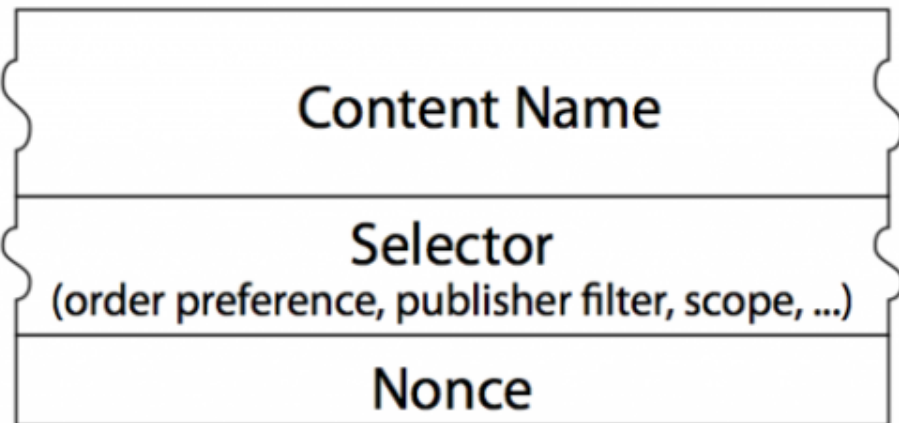 Content Name
Selector
(order preference, publisher filter, scope, ...)
Nonce